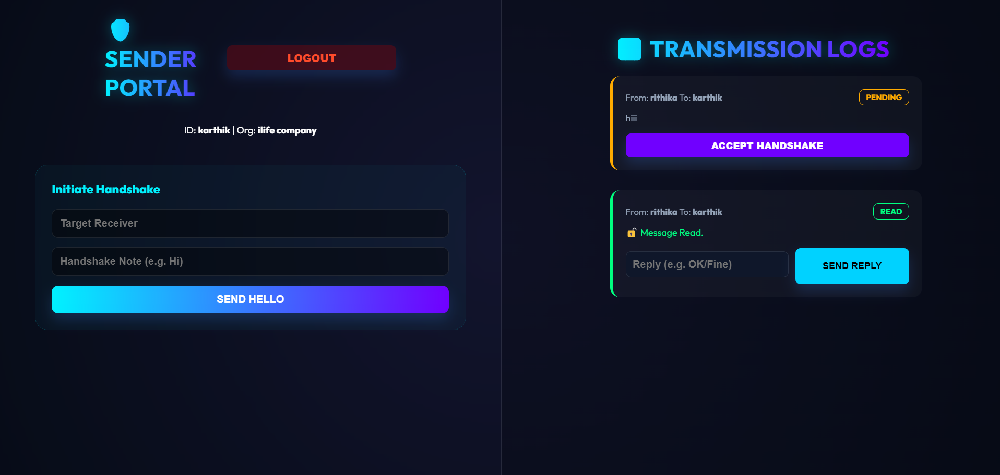 SENDER
PORTAL
LOGOUT
ID: karthik | Org: ilife company
Initiate Handshake
Target Receiver
Handshake Note (e.g. Hi)
SEND HELLO
TRANSMISSION LOGS
From: rithika To: karthik
PENDING
hiii
ACCEPT HANDSHAKE
From: rithika To: karthik
READ
🔓 Message Read.
Reply (e.g. OK/Fine)
SEND REPLY